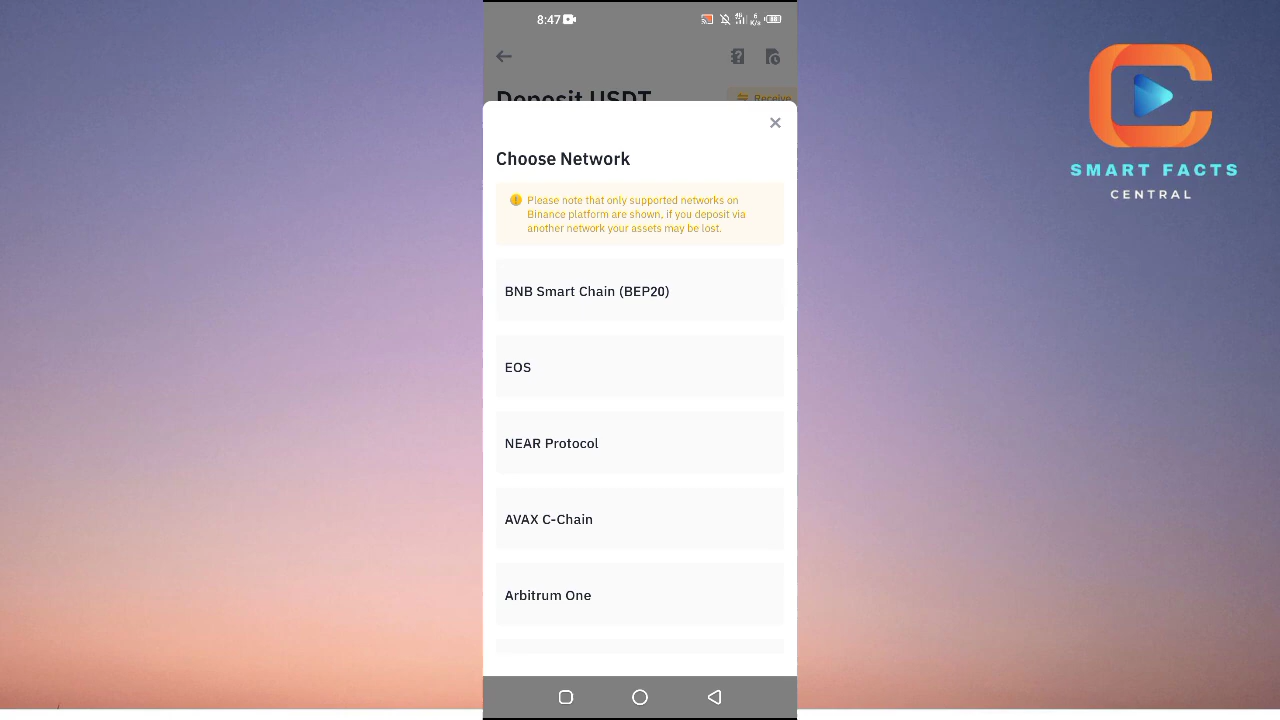 8:47
Deposit USDT
Receive
Choose Network
Please note that only supported networks on
Binance platform are shown, if you deposit via
another network your assets may be lost.
BNB Smart Chain (BEP20)
EOS
NEAR Protocol
AVAX C-Chain
Arbitrum One
SMART FACTS
CENTRAL